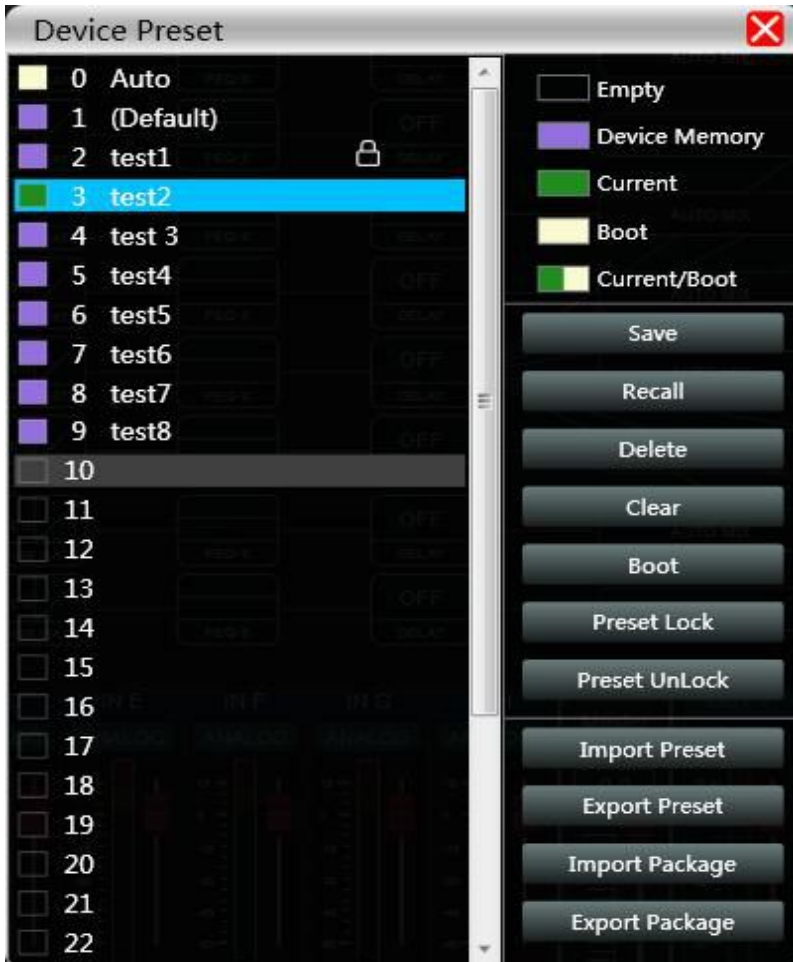 Device Preset
0 Auto
1 (Default)
2 test1
3 test2
4 test 3
5 test4
6 test5
7 test6
8 test7
9 test8
10
11
12
13
14
15
16
17
18
19
20
21
22
Empty
Device Memory
Current
Boot
Current/Boot
Save
Recall
Delete
Clear
Boot
Preset Lock
Preset UnLock
Import Preset
Export Preset
Import Package
Export Package